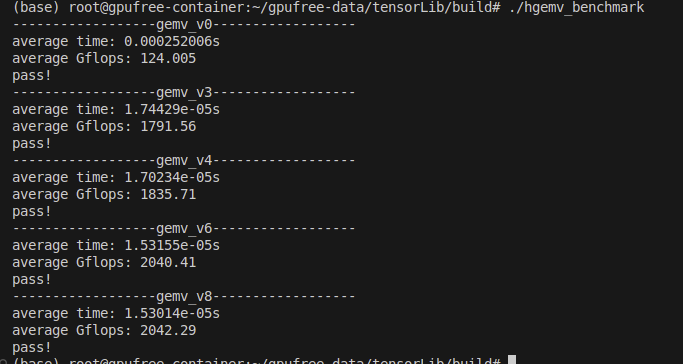 (base) root@gpufree-container:~/gpufree-data/tensorLib/build# ./hgemv_benchmark
------------------gemv_v0------------------
average time: 0.000252006s
average Gflops: 124.005
pass!
------------------gemv_v3------------------
average time: 1.74429e-05s
average Gflops: 1791.56
pass!
------------------gemv_v4------------------
average time: 1.70234e-05s
average Gflops: 1835.71
pass!
------------------gemv_v6------------------
average time: 1.53155e-05s
average Gflops: 2040.41
pass!
------------------gemv_v8------------------
average time: 1.53014e-05s
average Gflops: 2042.29
pass!
(base) root@gpufree-container:~/gpufree-data/tensorLib/build#